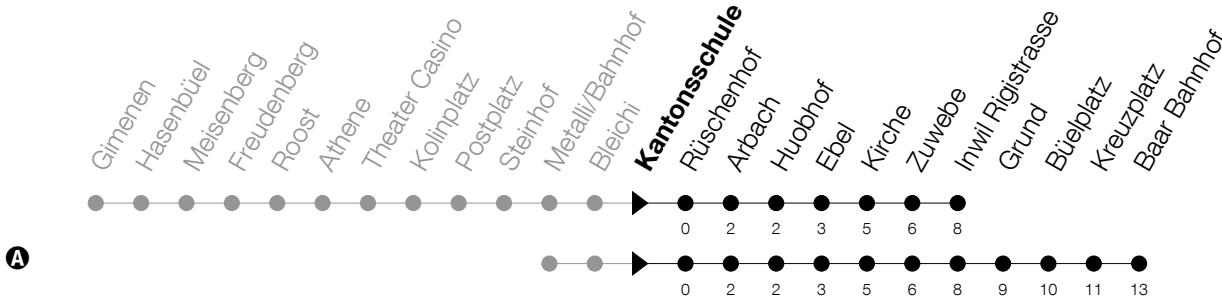 Gimenen
Hasenbüel
Meisenberg
Freudenberg
Roost
Athene
Theater Casino
Kolinplatz
Postplatz
Steinhof
Metalli/Bahnhof
Bleichi
Kantonsschule
Rüschenhof
Arbach
Huobhof
Ebel
Kirche
Zuwebe
Inwil Rigistrasse
Grund
Büelplatz
Kreuzplatz
Baar Bahnhof
0 2 2 3 5 6 8
A
0 2 2 3 5 6 8 9 10 11 13